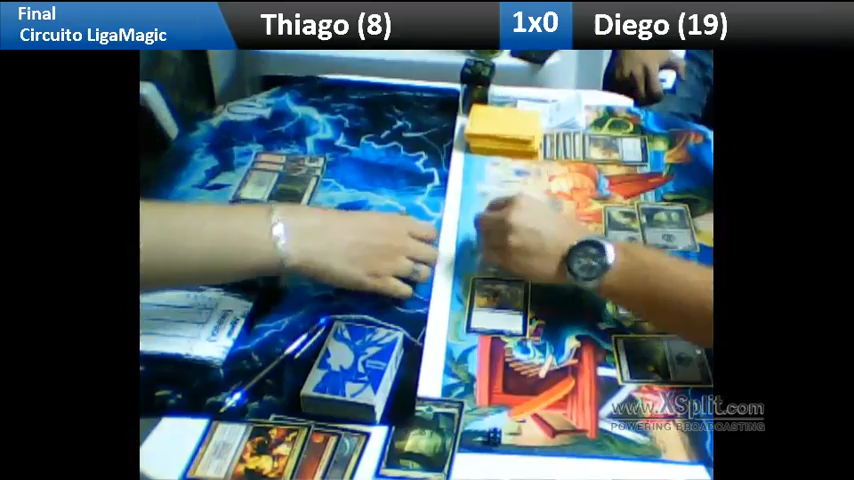 Final
Circuito LigaMagic
Thiago (8)
1x0
Diego (19)
www.XSplit.com
POWERING BROADCASTING